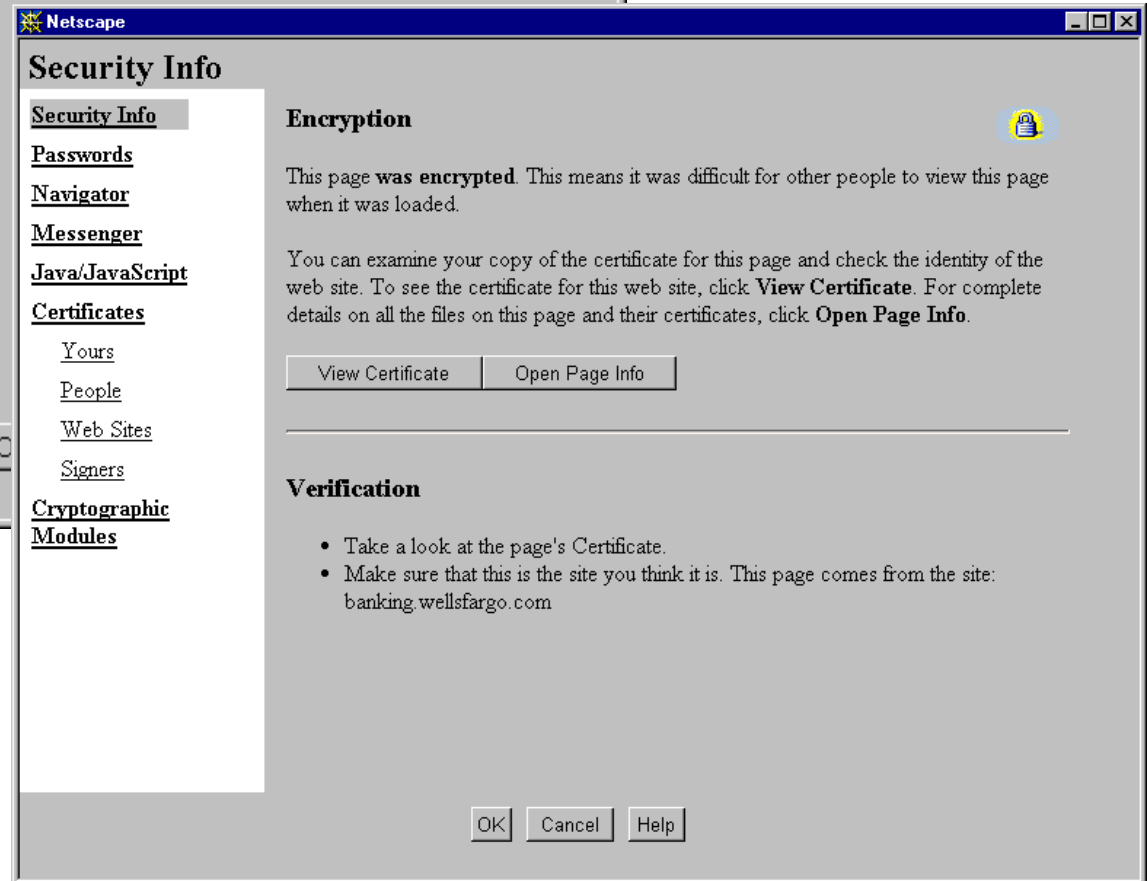 Netscape
Security Info
Security Info
Passwords
Navigator
Messenger
Java/JavaScript
Certificates
Yours
People
Web Sites
Signers
Cryptographic
Modules
Encryption
This page was encrypted. This means it was difficult for other people to view this page
when it was loaded.
You can examine your copy of the certificate for this page and check the identity of the
web site. To see the certificate for this web site, click View Certificate. For complete
details on all the files on this page and their certificates, click Open Page Info.
View Certificate
Open Page Info
Verification
• Take a look at the page's Certificate.
• Make sure that this is the site you think it is. This page comes from the site:
banking.wellsfargo.com
OK
Cancel
Help